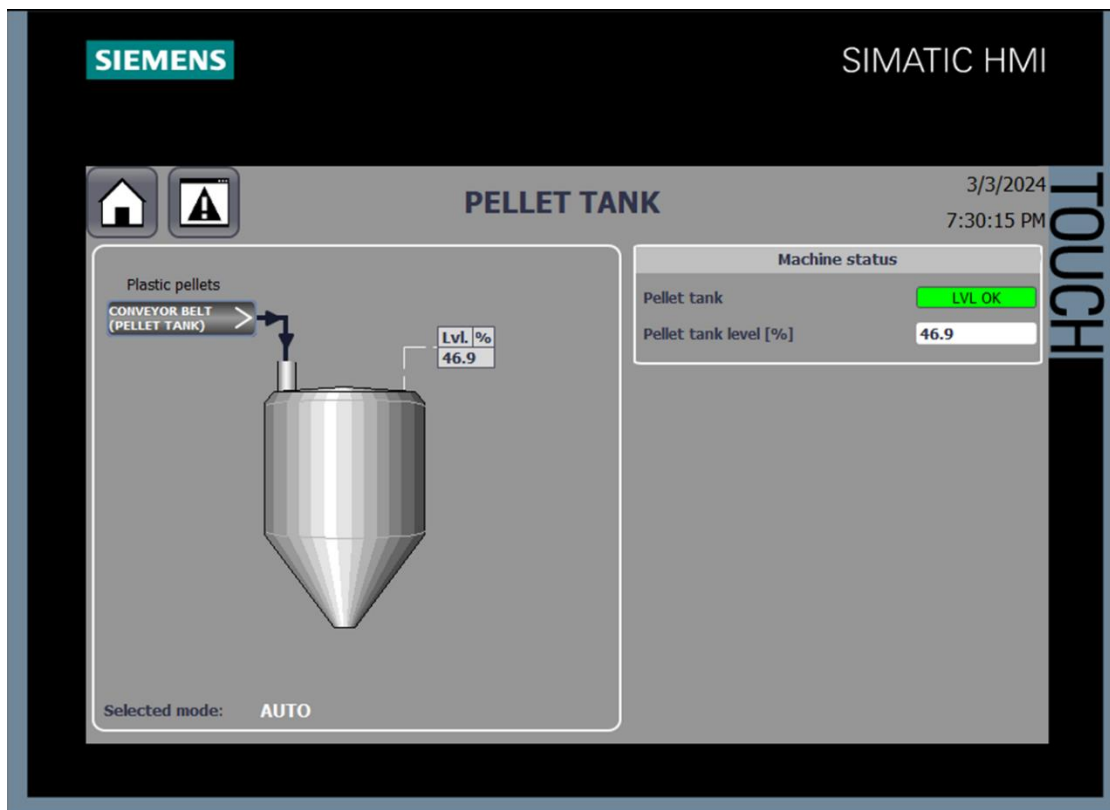 SIEMENS
SIMATIC HMI
TOUCH
PELLET TANK
3/3/2024
7:30:15 PM
Plastic pellets
CONVEYOR BELT
(PELLET TANK)
Lvl. %
46.9
Selected mode: AUTO
Machine status
Pellet tank LVL OK
Pellet tank level [%] 46.9